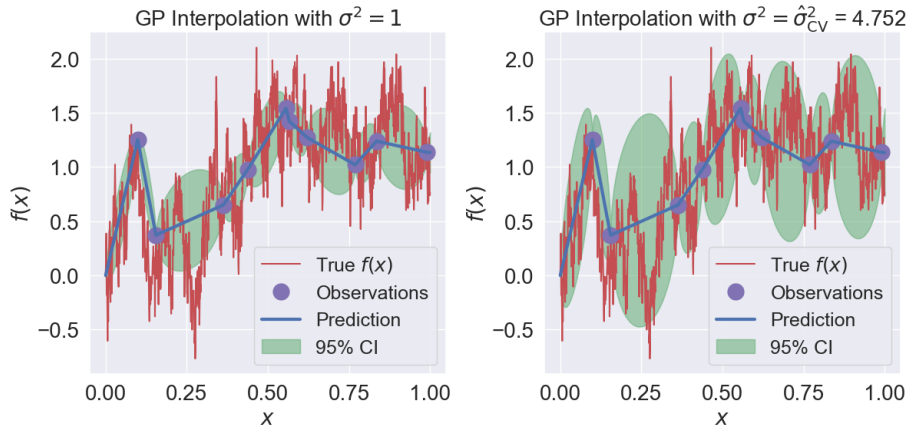 GP Interpolation with σ² = 1
f(x)
2.0
1.5
1.0
0.5
0.0
−0.5
True f(x)
Observations
Prediction
95% CI
0.00 0.25 0.50 0.75 1.00
x
GP Interpolation with σ² = σ̂²_CV = 4.752
f(x)
2.0
1.5
1.0
0.5
0.0
−0.5
True f(x)
Observations
Prediction
95% CI
0.00 0.25 0.50 0.75 1.00
x